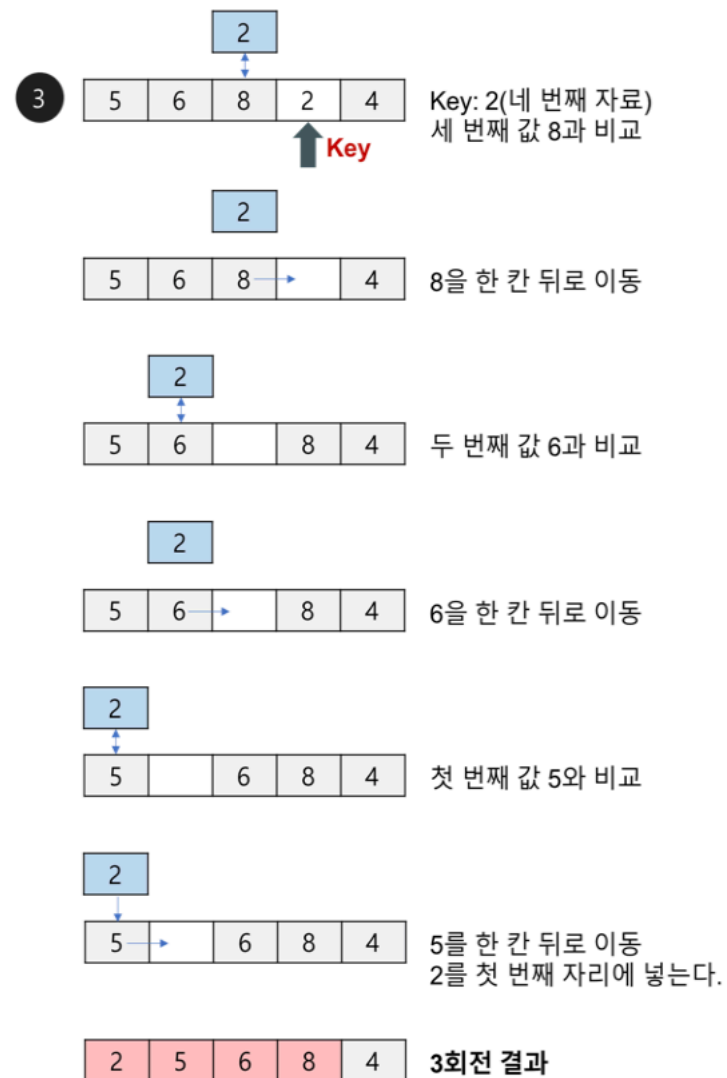 2
3
5 6 8 2 4
Key: 2(네 번째 자료)
세 번째 값 8과 비교
Key
2
5 6 8 4
8을 한 칸 뒤로 이동
2
5 6 8 4
두 번째 값 6과 비교
2
5 6 8 4
6을 한 칸 뒤로 이동
2
5 6 8 4
첫 번째 값 5와 비교
2
5 6 8 4
5를 한 칸 뒤로 이동
2를 첫 번째 자리에 넣는다.
2 5 6 8 4
3회전 결과